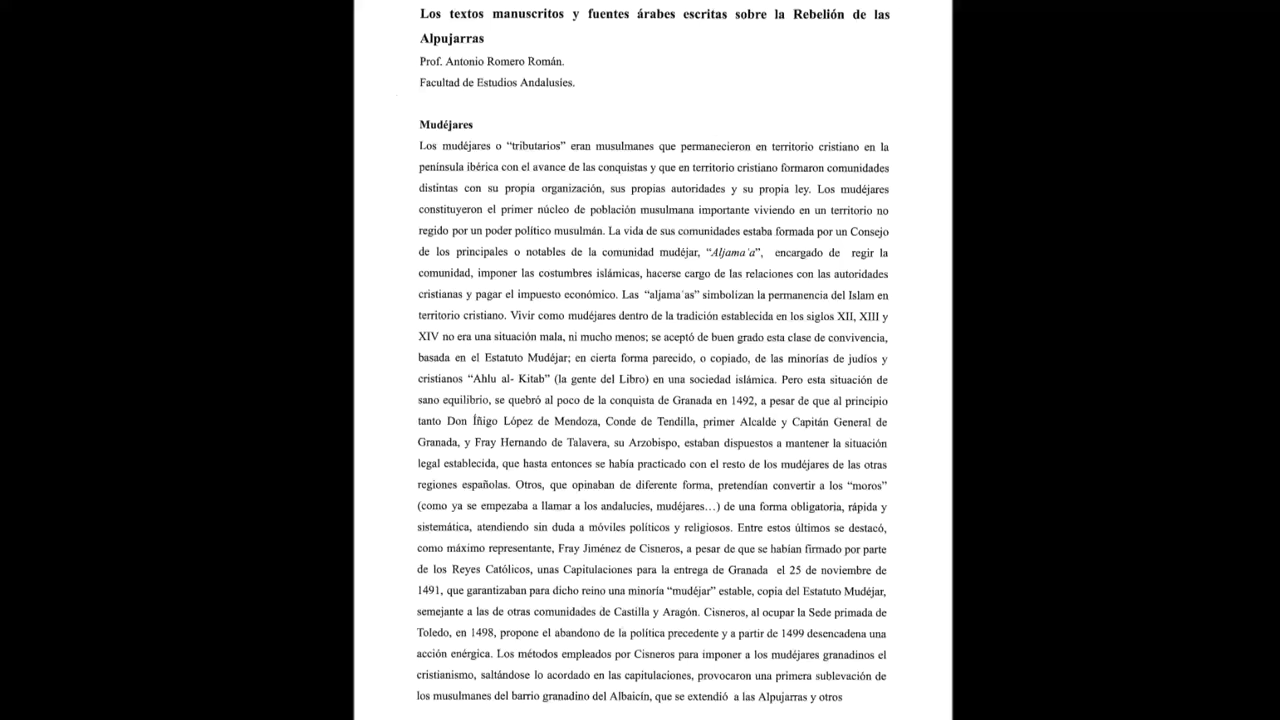 Los textos manuscritos y fuentes árabes escritas sobre la Rebelión de las
Alpujarras
Prof. Antonio Romero Román.
Facultad de Estudios Andalusíes.
Mudéjares
Los mudéjares o “tributarios” eran musulmanes que permanecieron en territorio cristiano en la
península ibérica con el avance de las conquistas y que en territorio cristiano formaron comunidades
distintas con su propia organización, sus propias autoridades y su propia ley. Los mudéjares
constituyeron el primer núcleo de población musulmana importante viviendo en un territorio no
regido por un poder político musulmán. La vida de sus comunidades estaba formada por un Consejo
de los principales o notables de la comunidad mudéjar, “Aljama´a”, encargado de regir la
comunidad, imponer las costumbres islámicas, hacerse cargo de las relaciones con las autoridades
cristianas y pagar el impuesto económico. Las “aljama´as” simbolizan la permanencia del Islam en
territorio cristiano. Vivir como mudéjares dentro de la tradición establecida en los siglos XII, XIII y
XIV no era una situación mala, ni mucho menos; se aceptó de buen grado esta clase de convivencia,
basada en el Estatuto Mudéjar; en cierta forma parecido, o copiado, de las minorías de judíos y
cristianos “Ahlu al- Kitab” (la gente del Libro) en una sociedad islámica. Pero esta situación de
sano equilibrio, se quebró al poco de la conquista de Granada en 1492, a pesar de que al principio
tanto Don Íñigo López de Mendoza, Conde de Tendilla, primer Alcalde y Capitán General de
Granada, y Fray Hernando de Talavera, su Arzobispo, estaban dispuestos a mantener la situación
legal establecida, que hasta entonces se había practicado con el resto de los mudéjares de las otras
regiones españolas. Otros, que opinaban de diferente forma, pretendían convertir a los “moros”
(como ya se empezaba a llamar a los andalucíes, mudéjares…) de una forma obligatoria, rápida y
sistemática, atendiendo sin duda a móviles políticos y religiosos. Entre estos últimos se destacó,
como máximo representante, Fray Jiménez de Cisneros, a pesar de que se habían firmado por parte
de los Reyes Católicos, unas Capitulaciones para la entrega de Granada el 25 de noviembre de
1491, que garantizaban para dicho reino una minoría “mudéjar” estable, copia del Estatuto Mudéjar,
semejante a las de otras comunidades de Castilla y Aragón. Cisneros, al ocupar la Sede primada de
Toledo, en 1498, propone el abandono de la política precedente y a partir de 1499 desencadena una
acción enérgica. Los métodos empleados por Cisneros para imponer a los mudéjares granadinos el
cristianismo, saltándose lo acordado en las capitulaciones, provocaron una primera sublevación de
los musulmanes del barrio granadino del Albaicín, que se extendió a las Alpujarras y otros